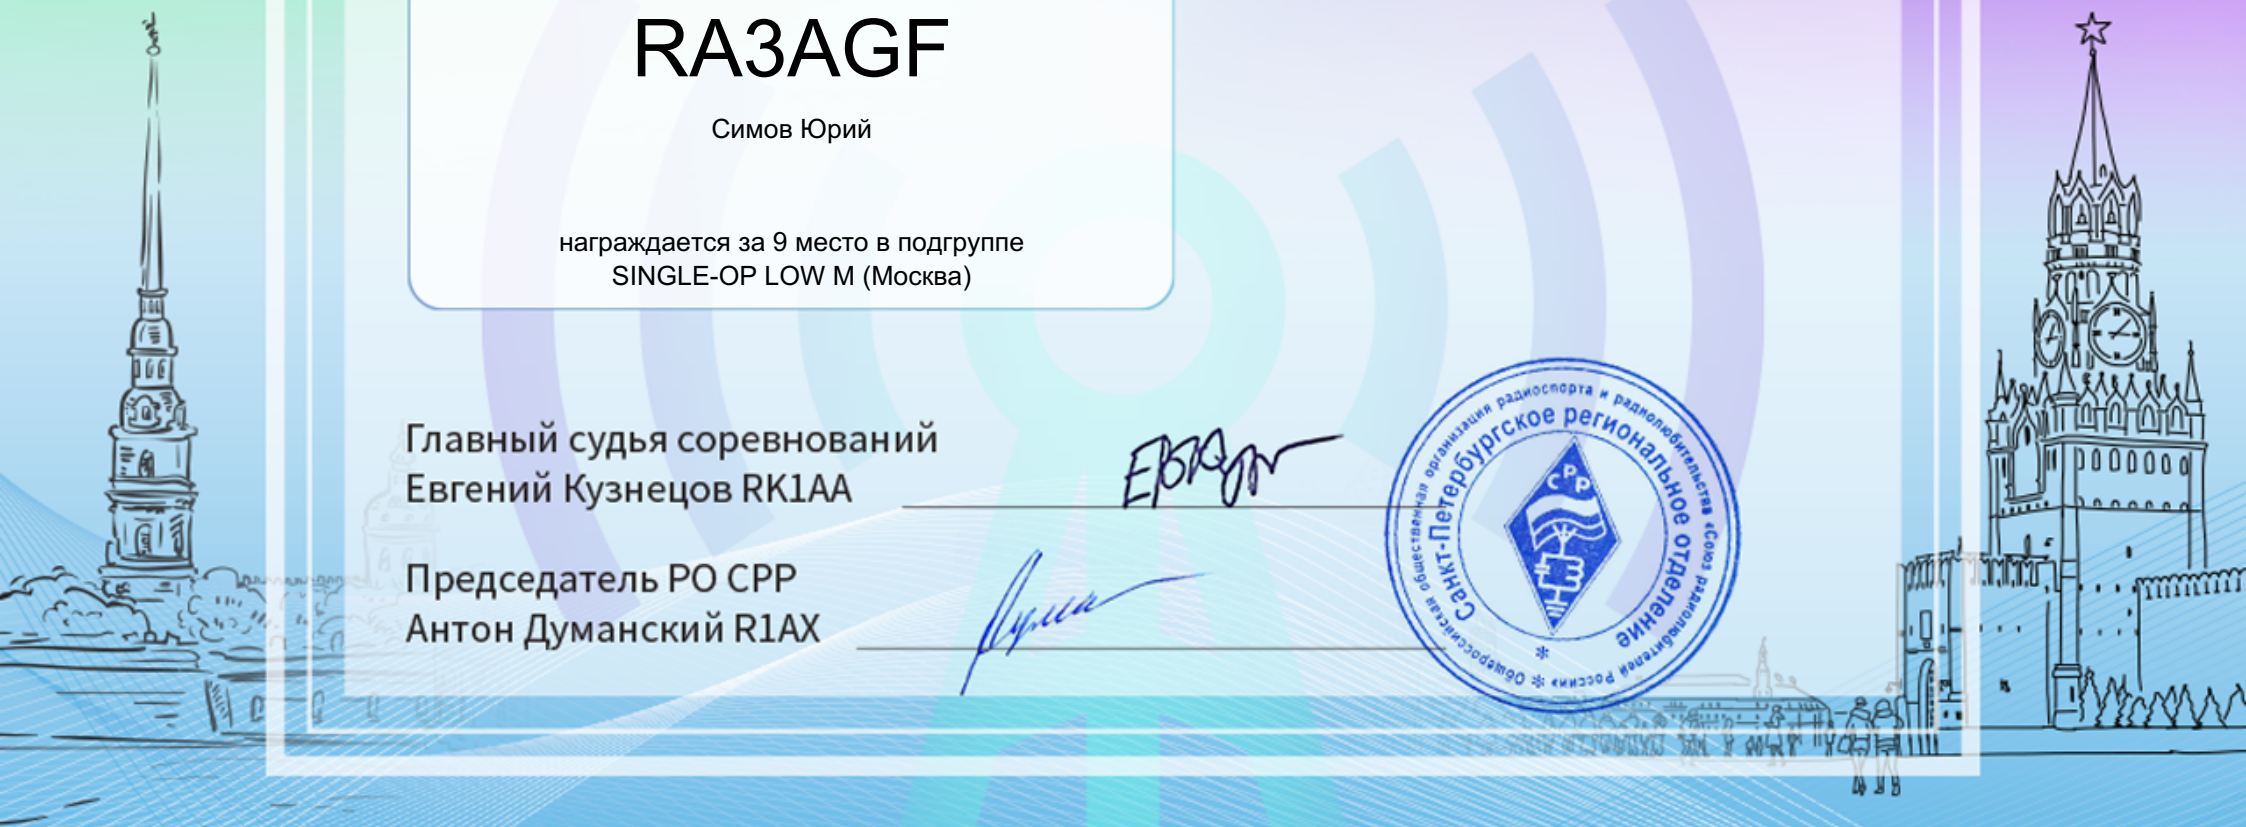 RA3AGF
Симов Юрий
награждается за 9 место в подгруппе
SINGLE-OP LOW M (Москва)
Главный судья соревнований
Евгений Кузнецов RK1AA
Председатель РО СРР
Антон Думанский R1AX
Общероссийская общественная организация радиоспорта и радиолюбительства «Союз радиолюбителей России»
Санкт-Петербургское региональное отделение
СРР